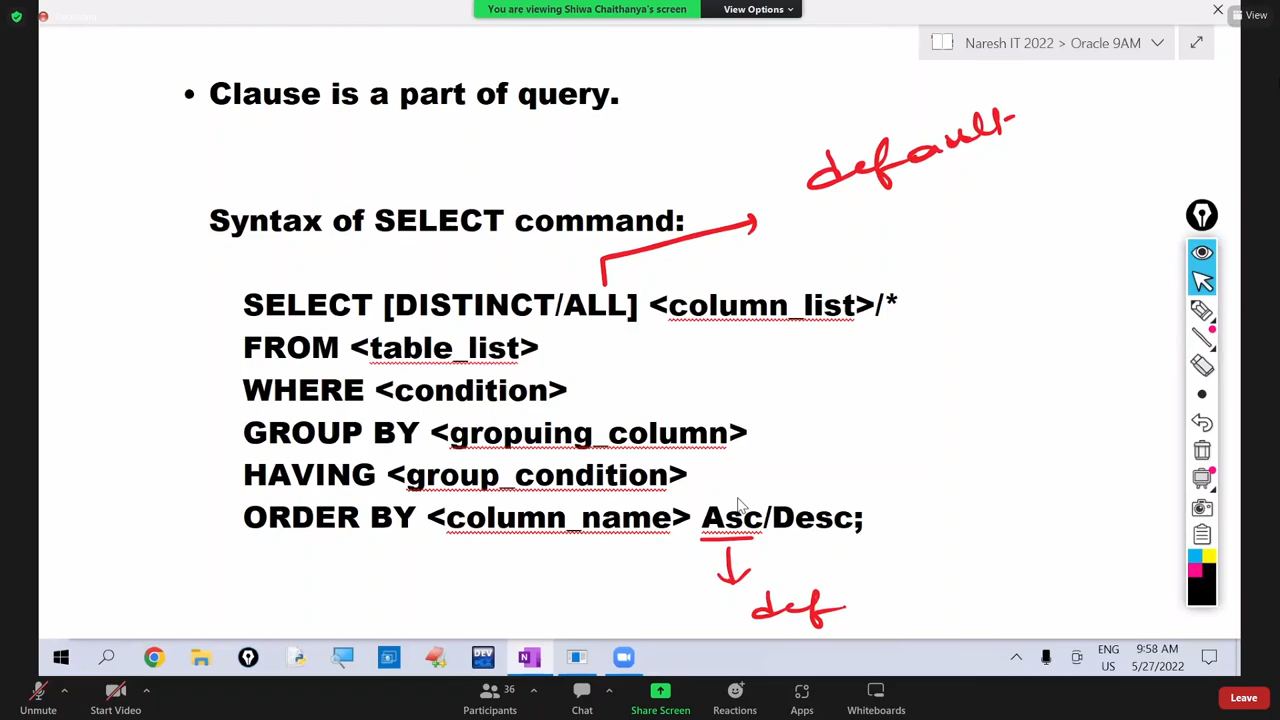 You are viewing Shiwa Chaithanya's screen View Options
View
Naresh IT 2022 > Oracle 9AM
• Clause is a part of query.
default
Syntax of SELECT command:
SELECT [DISTINCT/ALL] <column_list>/*
FROM <table_list>
WHERE <condition>
GROUP BY <gropuing_column>
HAVING <group_condition>
ORDER BY <column_name> Asc/Desc;
def
DEV
ENG
US
9:58 AM
5/27/2022
36
Unmute Start Video Participants Chat Share Screen Reactions Apps Whiteboards Leave